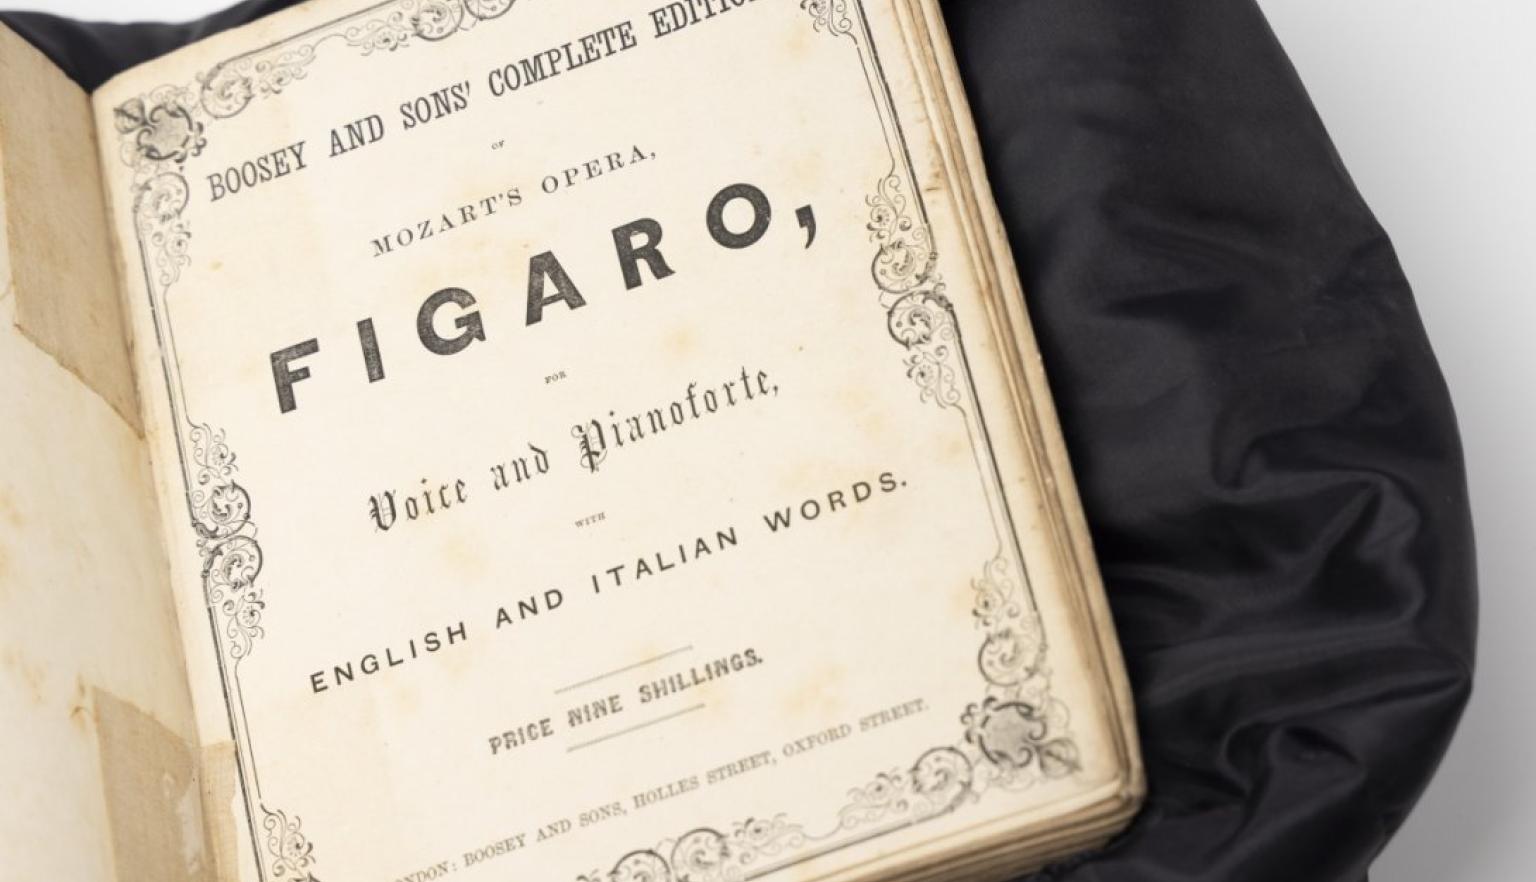 BOOSEY AND SONS' COMPLETE EDITION
OF
MOZART'S OPERA,
FIGARO,
FOR
Voice and Pianoforte,
WITH
ENGLISH AND ITALIAN WORDS.
PRICE NINE SHILLINGS.
LONDON: BOOSEY AND SONS, HOLLES STREET, OXFORD STREET.